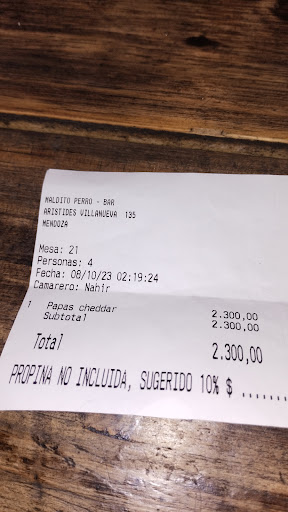 MALDITO PERRO - BAR
ARISTIDES VILLANUEVA 135
MENDOZA
Mesa: 21
Personas: 4
Fecha: 08/10/23 02:19:24
Camarero: Nahir
1 Papas cheddar 2.300,00
Subtotal 2.300,00
Total 2.300,00
PROPINA NO INCLUIDA, SUGERIDO 10% $ .......